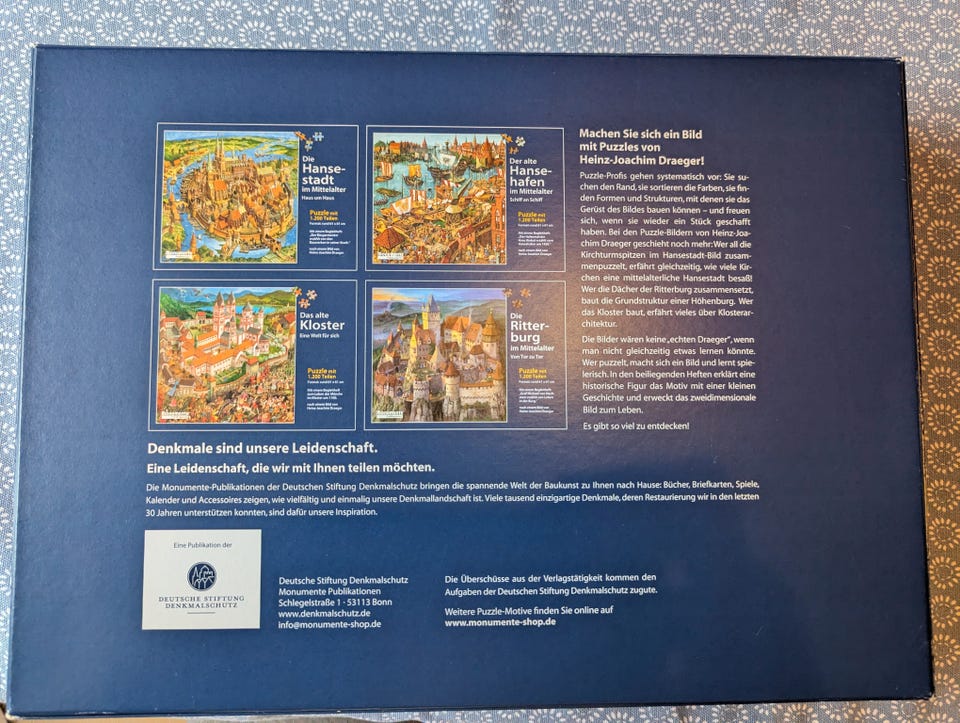 Die
Hanse-
stadt
im Mittelalter
Haus um Haus
Puzzle mit
1.200 Teilen
Der alte
Hanse-
hafen
im Mittelalter
Schiff an Schiff
Puzzle mit
1.200 Teilen
Das alte
Kloster
Eine Welt für sich
Puzzle mit
1.200 Teilen
Die
Ritter-
burg
im Mittelalter
Von Tor zu Tor
Puzzle mit
1.200 Teilen
Machen Sie sich ein Bild
mit Puzzles von
Heinz-Joachim Draeger!
Puzzle-Profis gehen systematisch vor: Sie su-
chen den Rand, sie sortieren die Farben, sie fin-
den Formen und Strukturen, mit denen sie das
Gerüst des Bildes bauen können – und freuen
sich, wenn sie wieder ein Stück geschafft
haben. Bei den Puzzle-Bildern von Heinz-Joa-
chim Draeger geschieht noch mehr: Wer all die
Kirchturmspitzen im Hansestadt-Bild zusam-
menpuzzelt, erfährt gleichzeitig, wie viele Kir-
chen eine mittelalterliche Hansestadt besaß!
Wer die Dächer der Ritterburg zusammensetzt,
baut die Grundstruktur einer Höhenburg. Wer
das Kloster baut, erfährt vieles über Klosterar-
chitektur.
Die Bilder wären keine „echten Draeger“, wenn
man nicht gleichzeitig etwas lernen könnte.
Wer puzzelt, macht sich ein Bild und lernt spie-
lerisch. In den beiliegenden Heften erklärt eine
historische Figur das Motiv mit einer kleinen
Geschichte und erweckt das zweidimensionale
Bild zum Leben.
Es gibt so viel zu entdecken!
Denkmale sind unsere Leidenschaft.
Eine Leidenschaft, die wir mit Ihnen teilen möchten.
Die Monumente-Publikationen der Deutschen Stiftung Denkmalschutz bringen die spannende Welt der Baukunst zu Ihnen nach Hause: Bücher, Briefkarten, Spiele,
Kalender und Accessoires zeigen, wie vielfältig und einmalig unsere Denkmallandschaft ist. Viele tausend einzigartige Denkmale, deren Restaurierung wir in den letzten
30 Jahren unterstützen konnten, sind dafür unsere Inspiration.
Eine Publikation der
DEUTSCHE STIFTUNG
DENKMALSCHUTZ
Deutsche Stiftung Denkmalschutz
Monumente Publikationen
Schlegelstraße 1 · 53113 Bonn
www.denkmalschutz.de
info@monumente-shop.de
Die Überschüsse aus der Verlagstätigkeit kommen den
Aufgaben der Deutschen Stiftung Denkmalschutz zugute.
Weitere Puzzle-Motive finden Sie online auf
www.monumente-shop.de